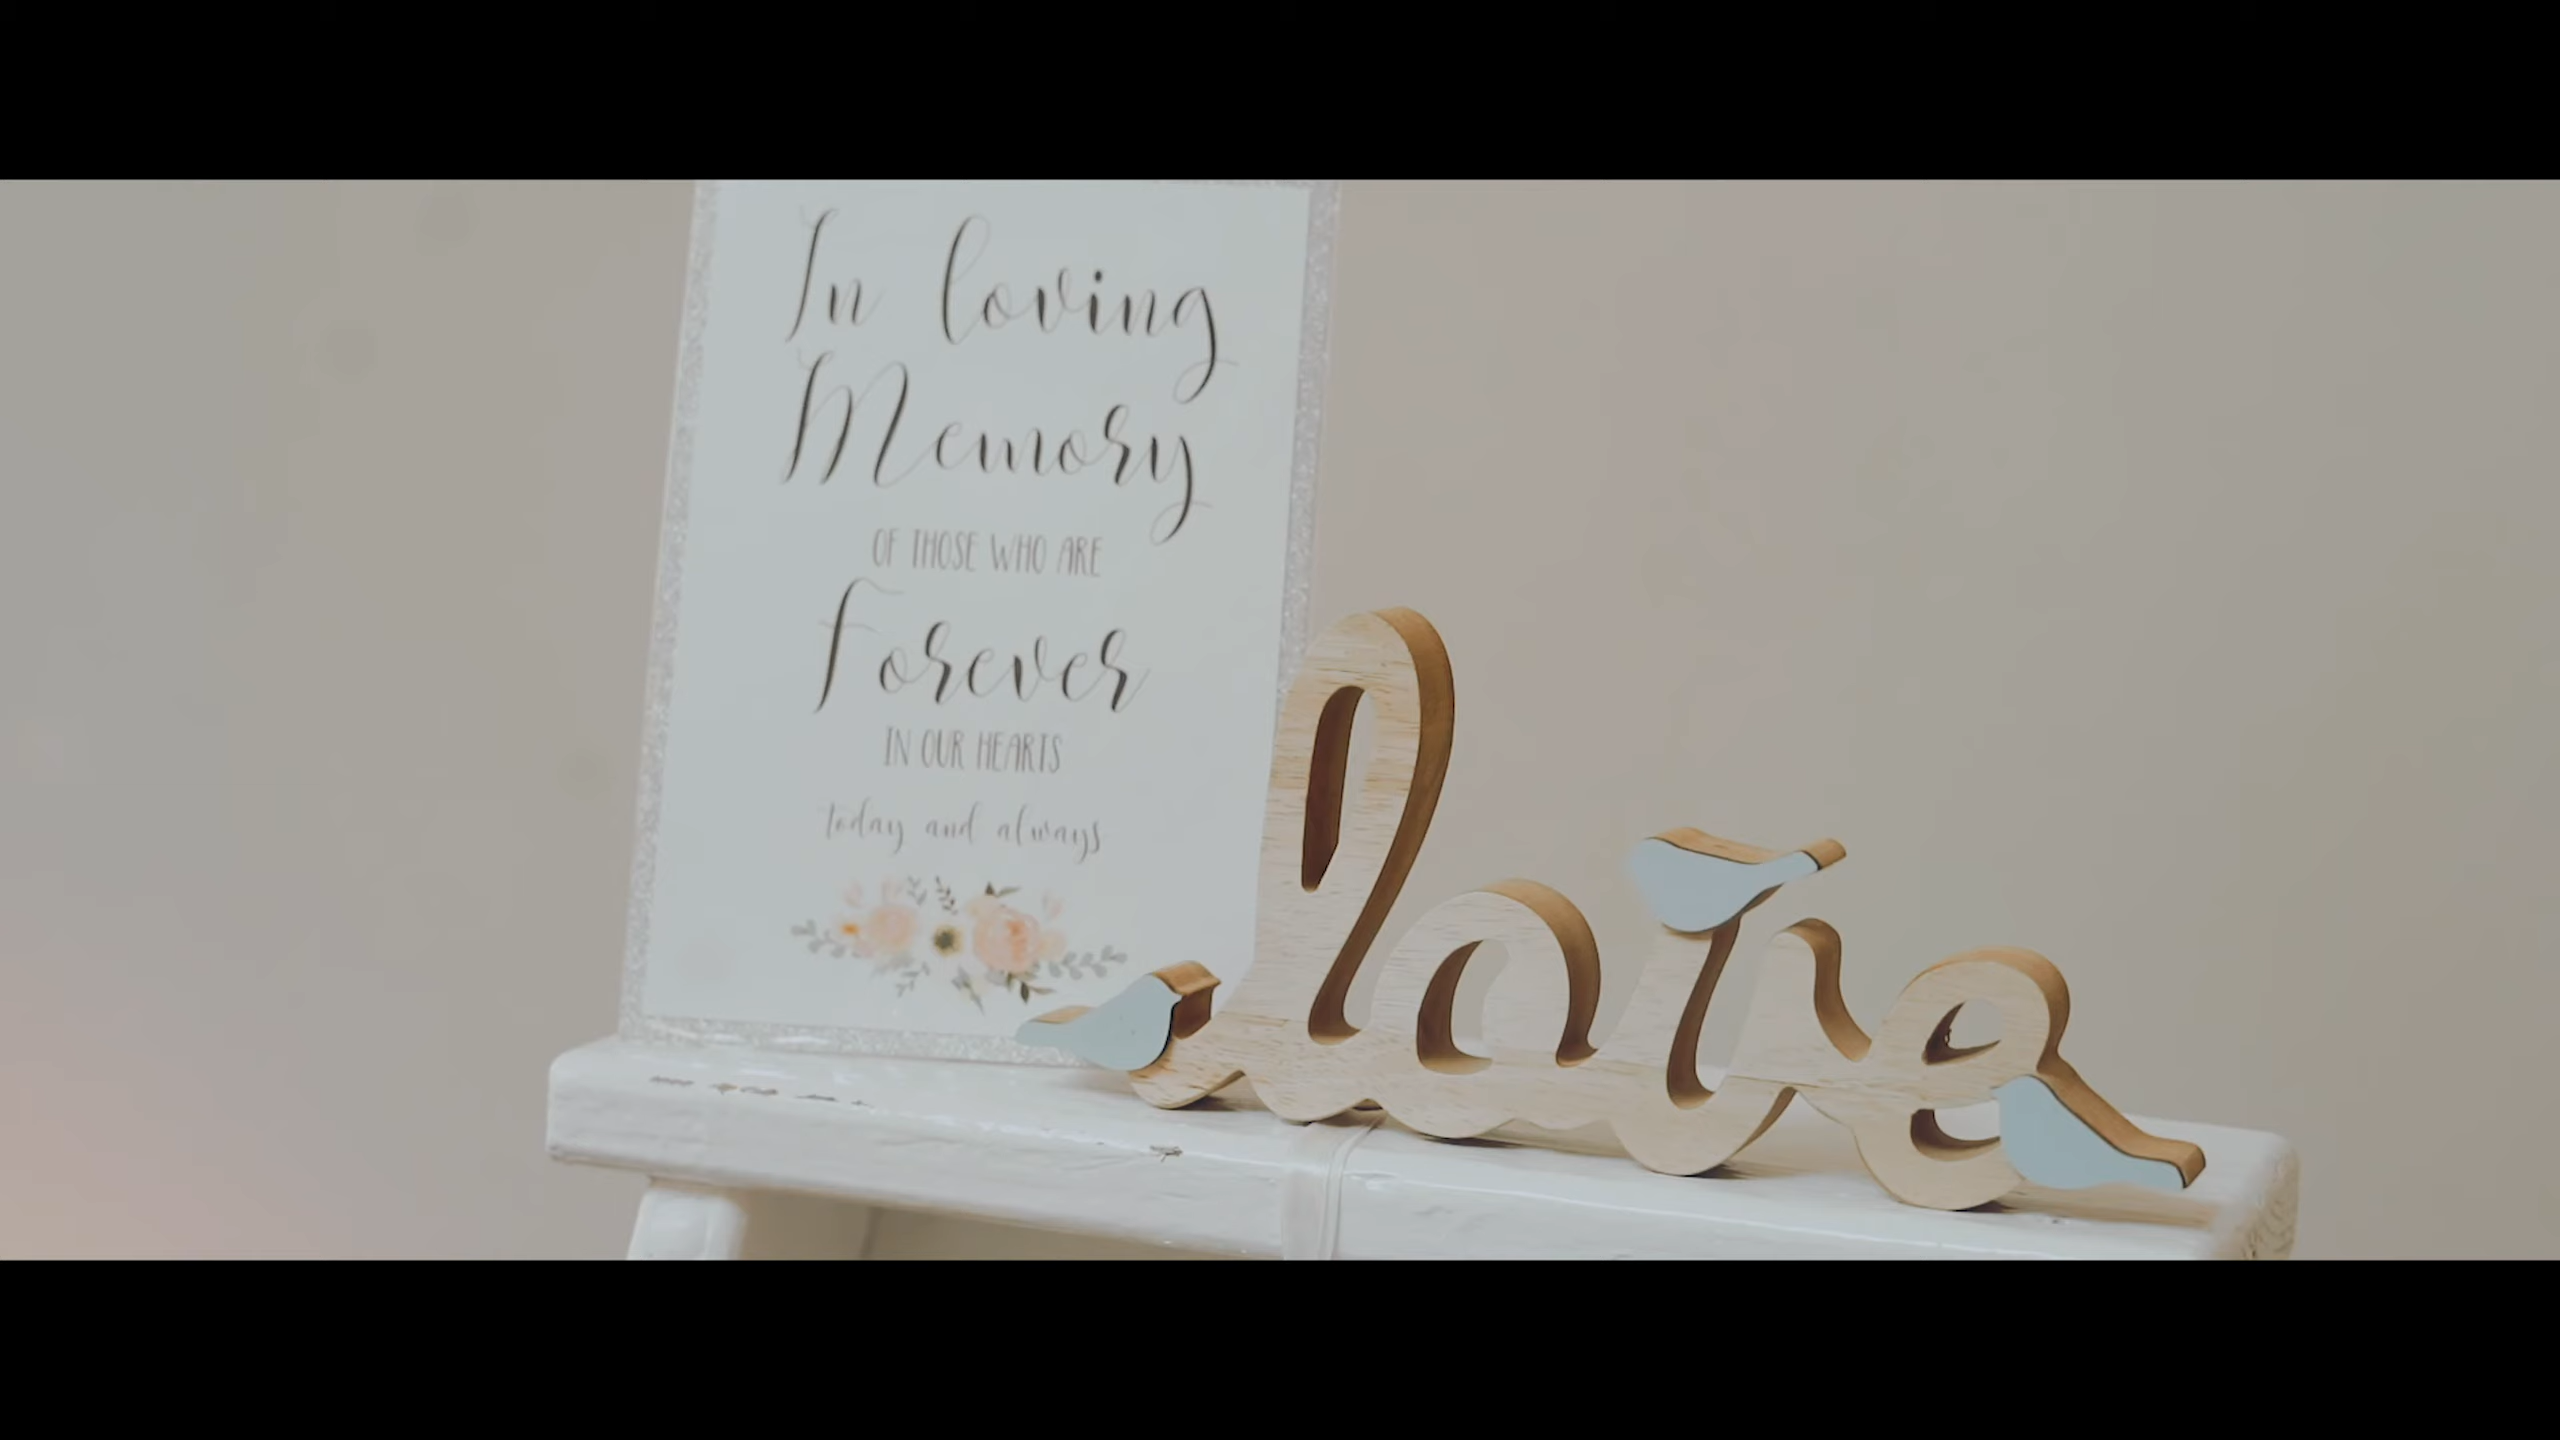 In loving
Memory
OF THOSE WHO ARE
Forever
IN OUR HEARTS
today and always
love